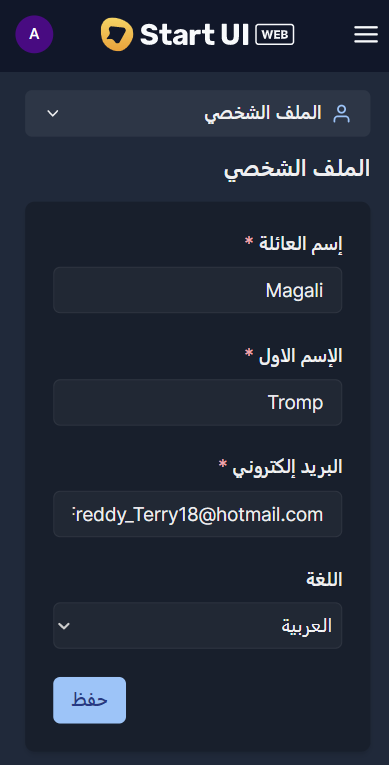 A
Start UI WEB
الملف الشخصي
الملف الشخصي
إسم العائلة *
Magali
الإسم الاول *
Tromp
البريد إلكتروني *
reddy_Terry18@hotmail.com
اللغة
العربية
حفظ